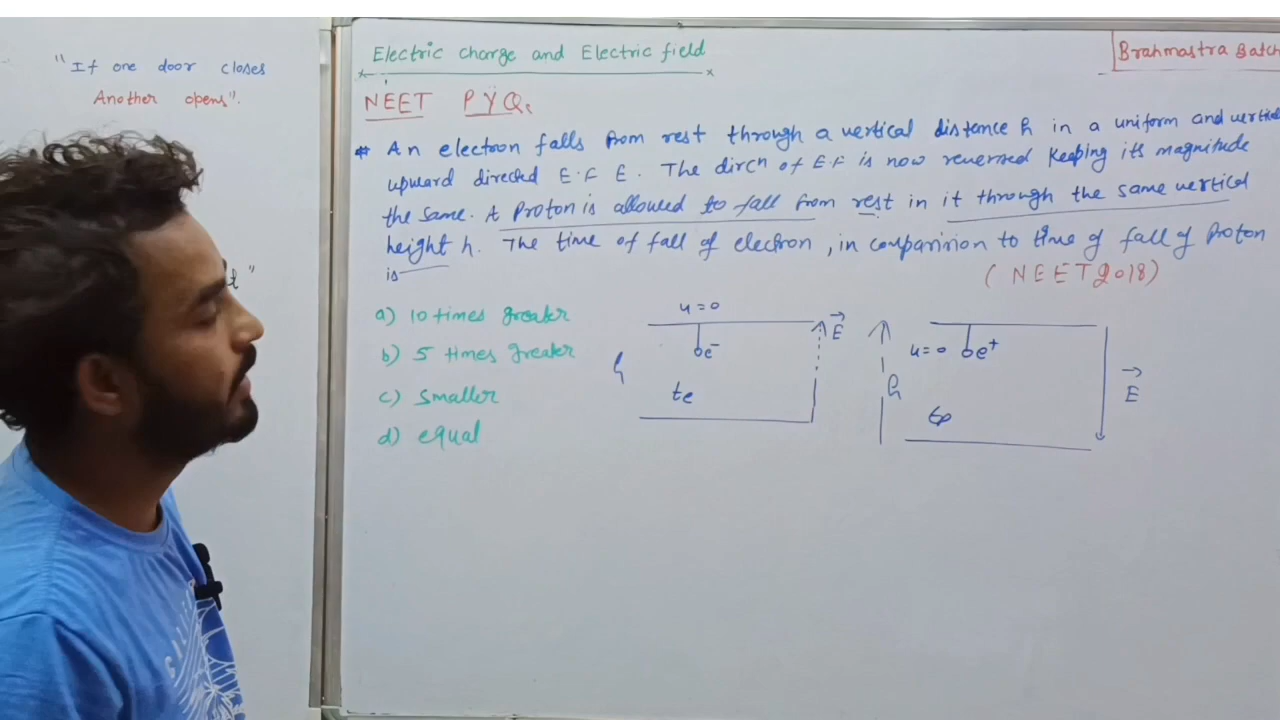 "If one door closes
Another opens".
Electric charge and Electric field
Brahmastra Batch
NEET PYQs
* An electron falls from rest through a vertical distance h in a uniform and vertical
upward directed E.F E. The dircn of E.F is now reversed keeping its magnitude
the same. A proton is allowed to fall from rest in it through the same vertical
height h. The time of fall of electron, in comparision to time of fall of proton
is
(NEET 2018)
a) 10 times greater
b) 5 times greater
c) smaller
d) equal
u=0
e-
h
te
E
u=0
e+
h
tp
E